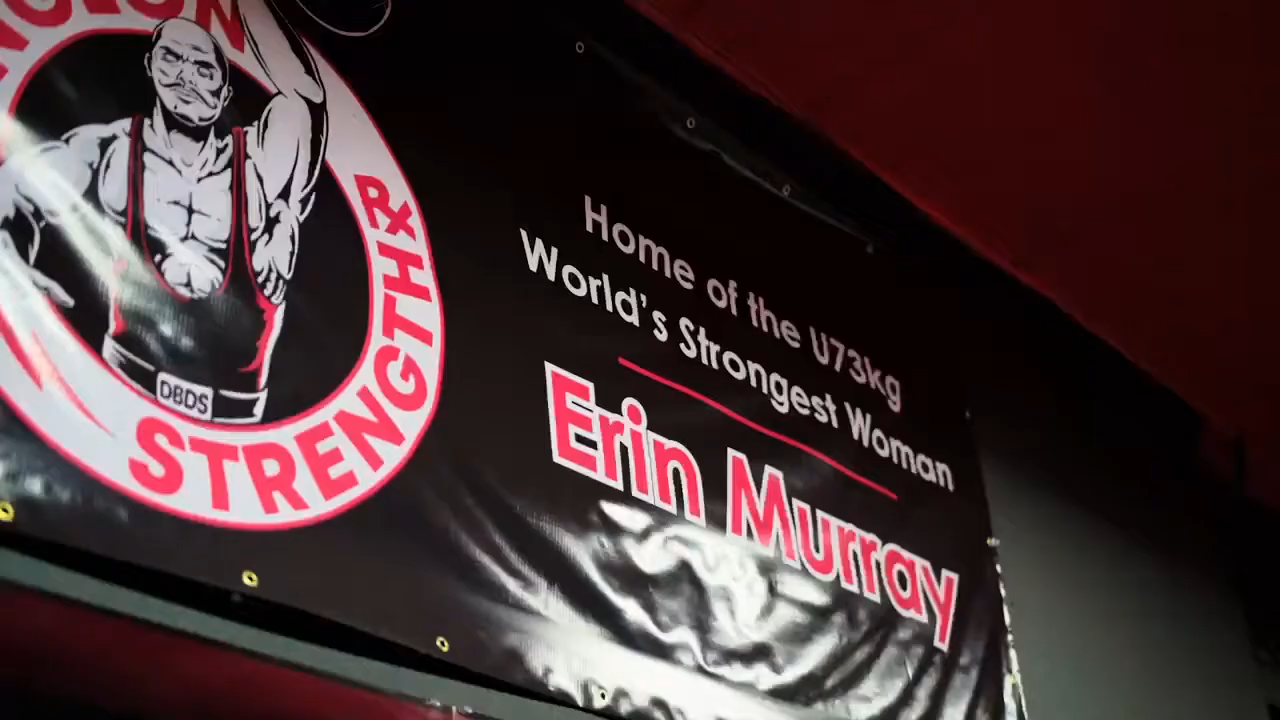 STRENGTH
Rx
DBDS
Home of the U73kg
World's Strongest Woman
Erin Murray